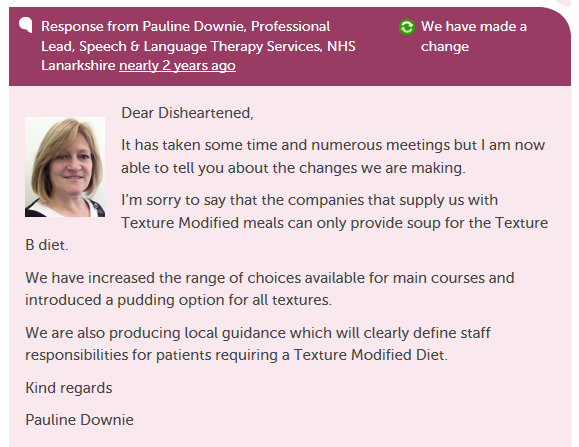 Response from Pauline Downie, Professional
Lead, Speech & Language Therapy Services, NHS
Lanarkshire nearly 2 years ago
We have made a
change
Dear Disheartened,
It has taken some time and numerous meetings but I am now
able to tell you about the changes we are making.
I’m sorry to say that the companies that supply us with
Texture Modified meals can only provide soup for the Texture
B diet.
We have increased the range of choices available for main courses and
introduced a pudding option for all textures.
We are also producing local guidance which will clearly define staff
responsibilities for patients requiring a Texture Modified Diet.
Kind regards
Pauline Downie